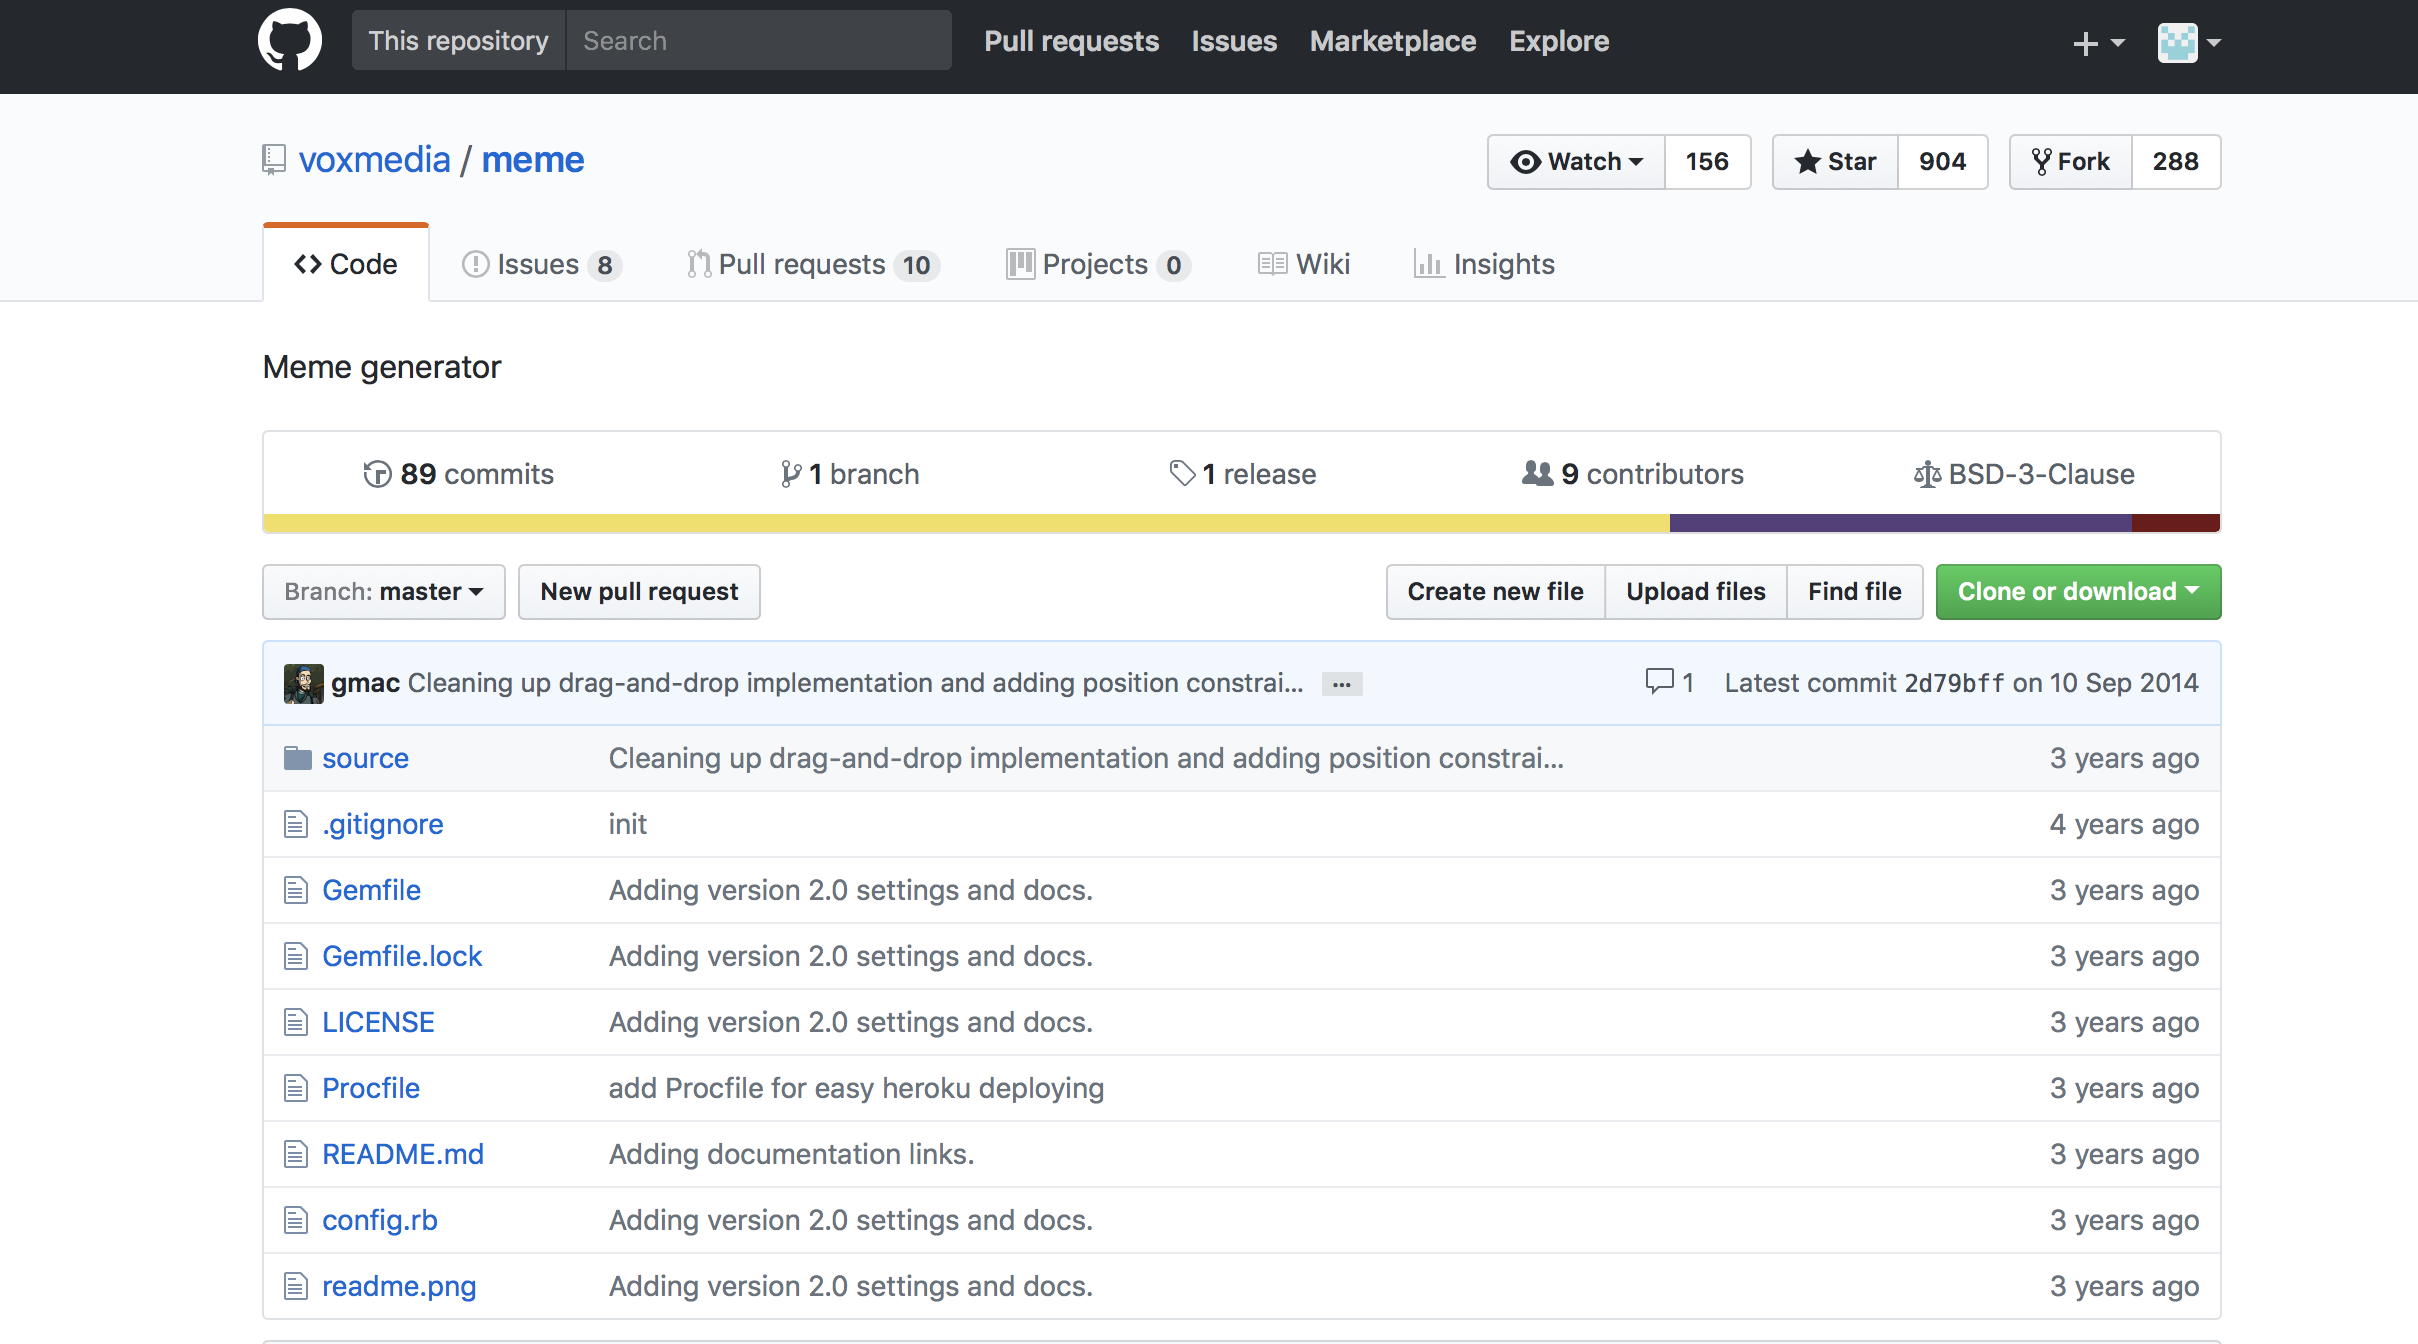 This repository Search Pull requests Issues Marketplace Explore
voxmedia / meme Watch 156 Star 904 Fork 288
Code Issues 8 Pull requests 10 Projects 0 Wiki Insights
Meme generator
89 commits 1 branch 1 release 9 contributors BSD-3-Clause
Branch: master New pull request Create new file Upload files Find file Clone or download
gmac Cleaning up drag-and-drop implementation and adding position constrai... ... 1 Latest commit 2d79bff on 10 Sep 2014
source Cleaning up drag-and-drop implementation and adding position constrai... 3 years ago
.gitignore init 4 years ago
Gemfile Adding version 2.0 settings and docs. 3 years ago
Gemfile.lock Adding version 2.0 settings and docs. 3 years ago
LICENSE Adding version 2.0 settings and docs. 3 years ago
Procfile add Procfile for easy heroku deploying 3 years ago
README.md Adding documentation links. 3 years ago
config.rb Adding version 2.0 settings and docs. 3 years ago
readme.png Adding version 2.0 settings and docs. 3 years ago